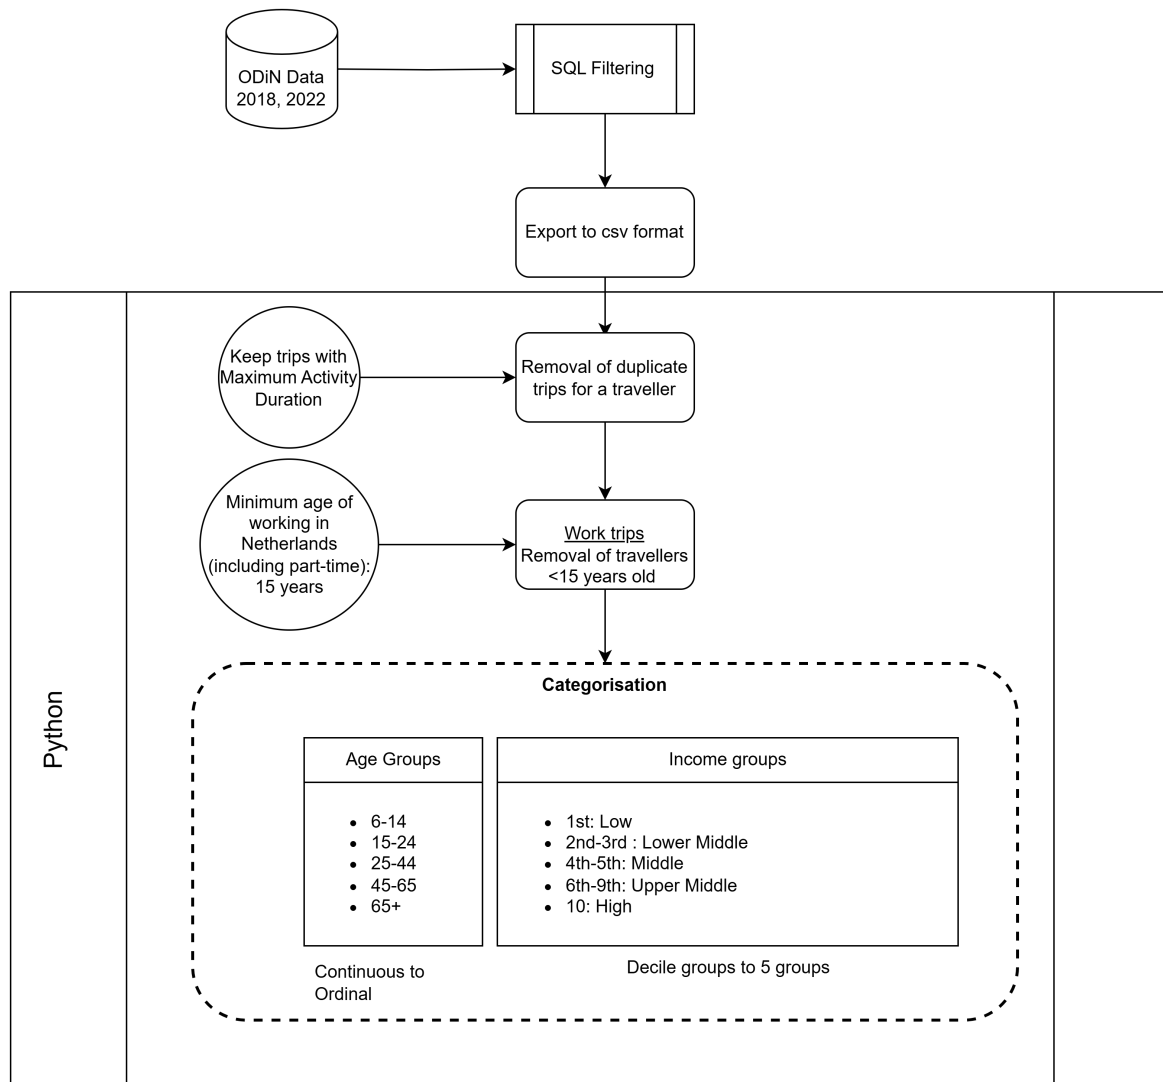 ODiN Data
2018, 2022
SQL Filtering
Export to csv format
Keep trips with
Maximum Activity
Duration
Removal of duplicate
trips for a traveller
Minimum age of
working in
Netherlands
(including part-time):
15 years
Work trips
Removal of travellers
<15 years old
Python
Categorisation
Age Groups
• 6-14
• 15-24
• 25-44
• 45-65
• 65+
Continuous to
Ordinal
Income groups
• 1st: Low
• 2nd-3rd : Lower Middle
• 4th-5th: Middle
• 6th-9th: Upper Middle
• 10: High
Decile groups to 5 groups